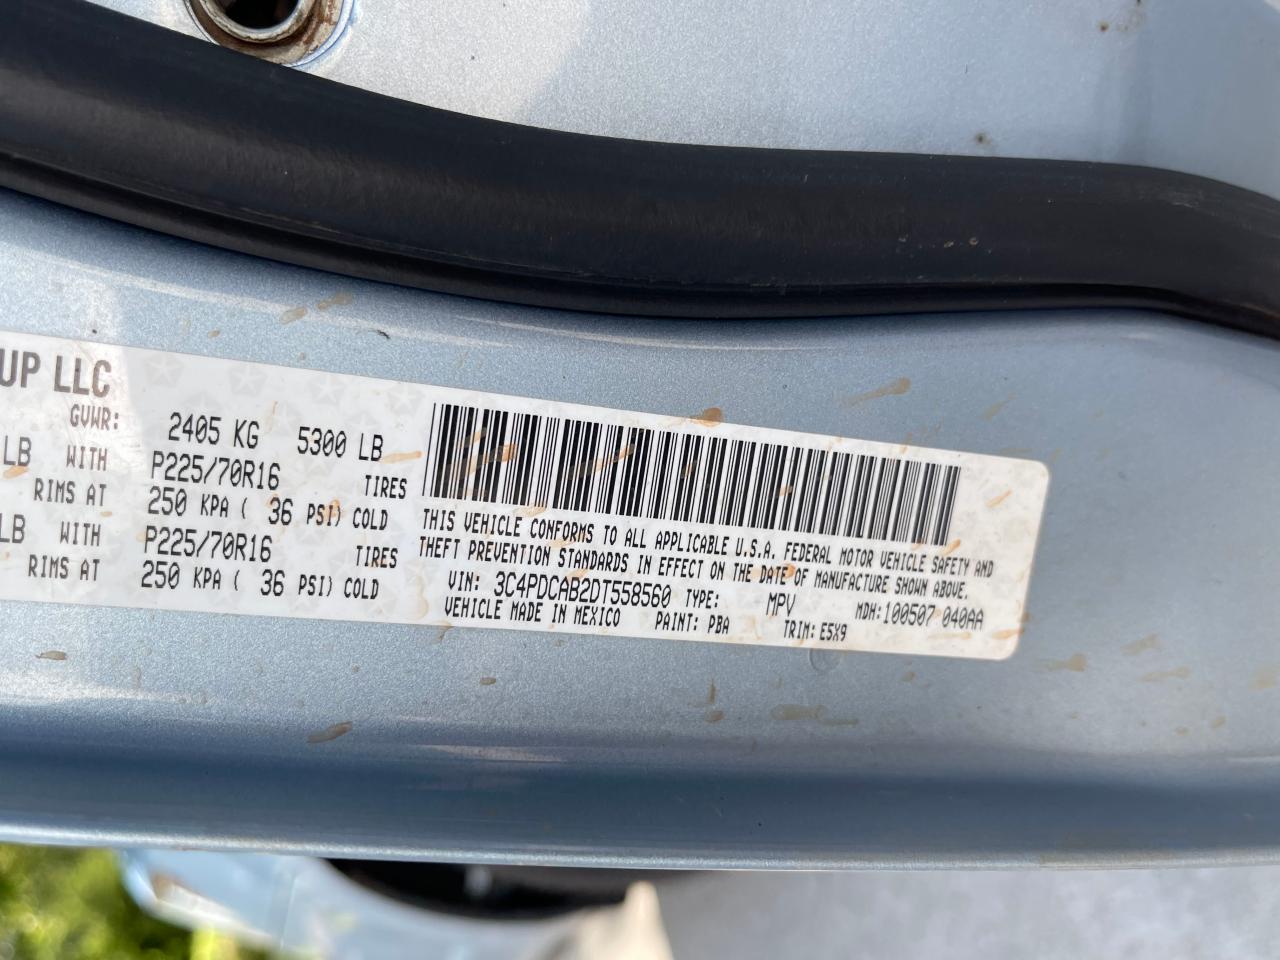 UP LLC
GVWR: 2405 KG 5300 LB
LB WITH P225/70R16 TIRES
RIMS AT 250 KPA ( 36 PSI) COLD
LB WITH P225/70R16 TIRES
RIMS AT 250 KPA ( 36 PSI) COLD
THIS VEHICLE CONFORMS TO ALL APPLICABLE U.S.A. FEDERAL MOTOR VEHICLE SAFETY AND
THEFT PREVENTION STANDARDS IN EFFECT ON THE DATE OF MANUFACTURE SHOWN ABOVE.
VIN: 3C4PDCAB2DT558560 TYPE: MPV MDH:100507 040AA
VEHICLE MADE IN MEXICO PAINT: PBA TRIM: E5X9